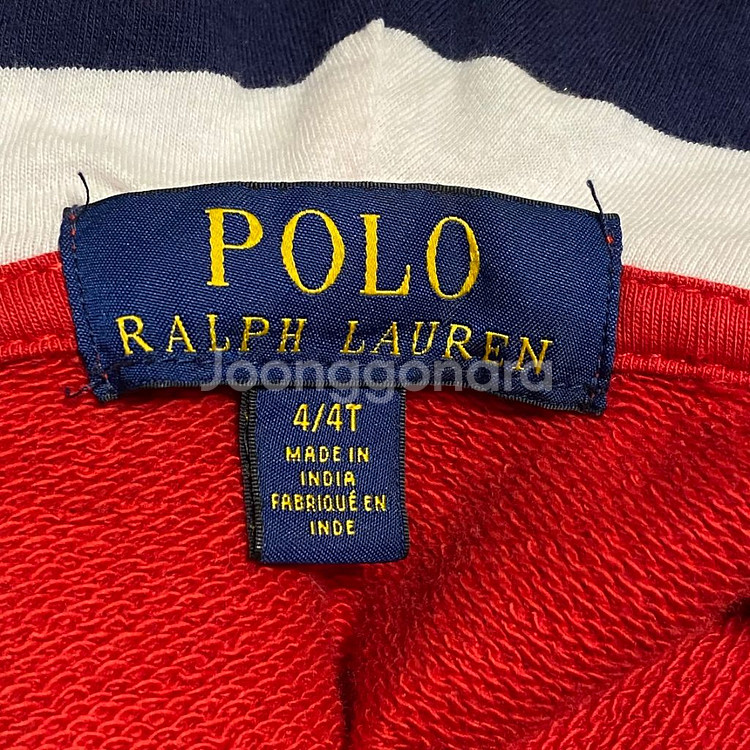 POLO
RALPH LAUREN
Joonggonara
4/4T
MADE IN
INDIA
FABRIQUÉ EN
INDE